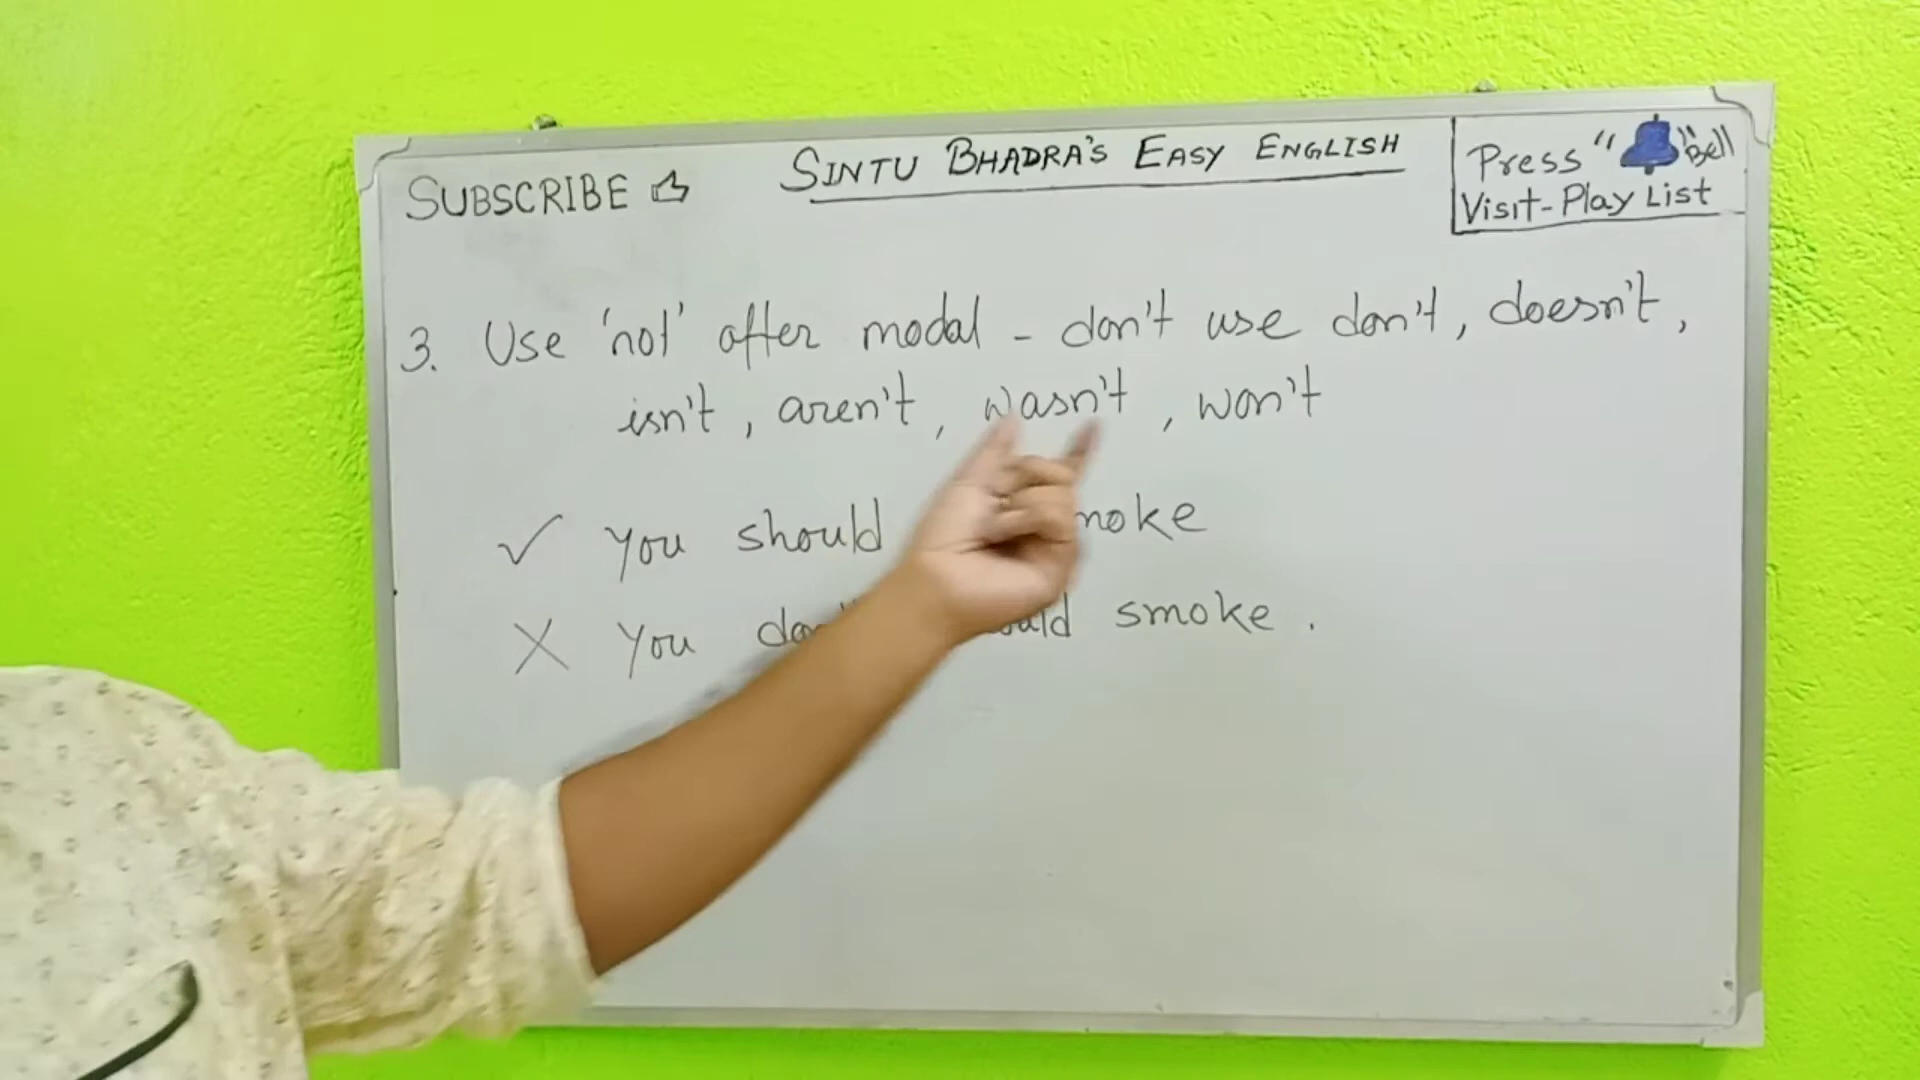 SUBSCRIBE
SINTU BHADRA'S EASY ENGLISH
Press " " Bell
Visit-Play List
3. Use 'not' after modal - don't use don't, doesn't,
isn't, aren't, wasn't, won't
✓ you should smoke
X you smoke.